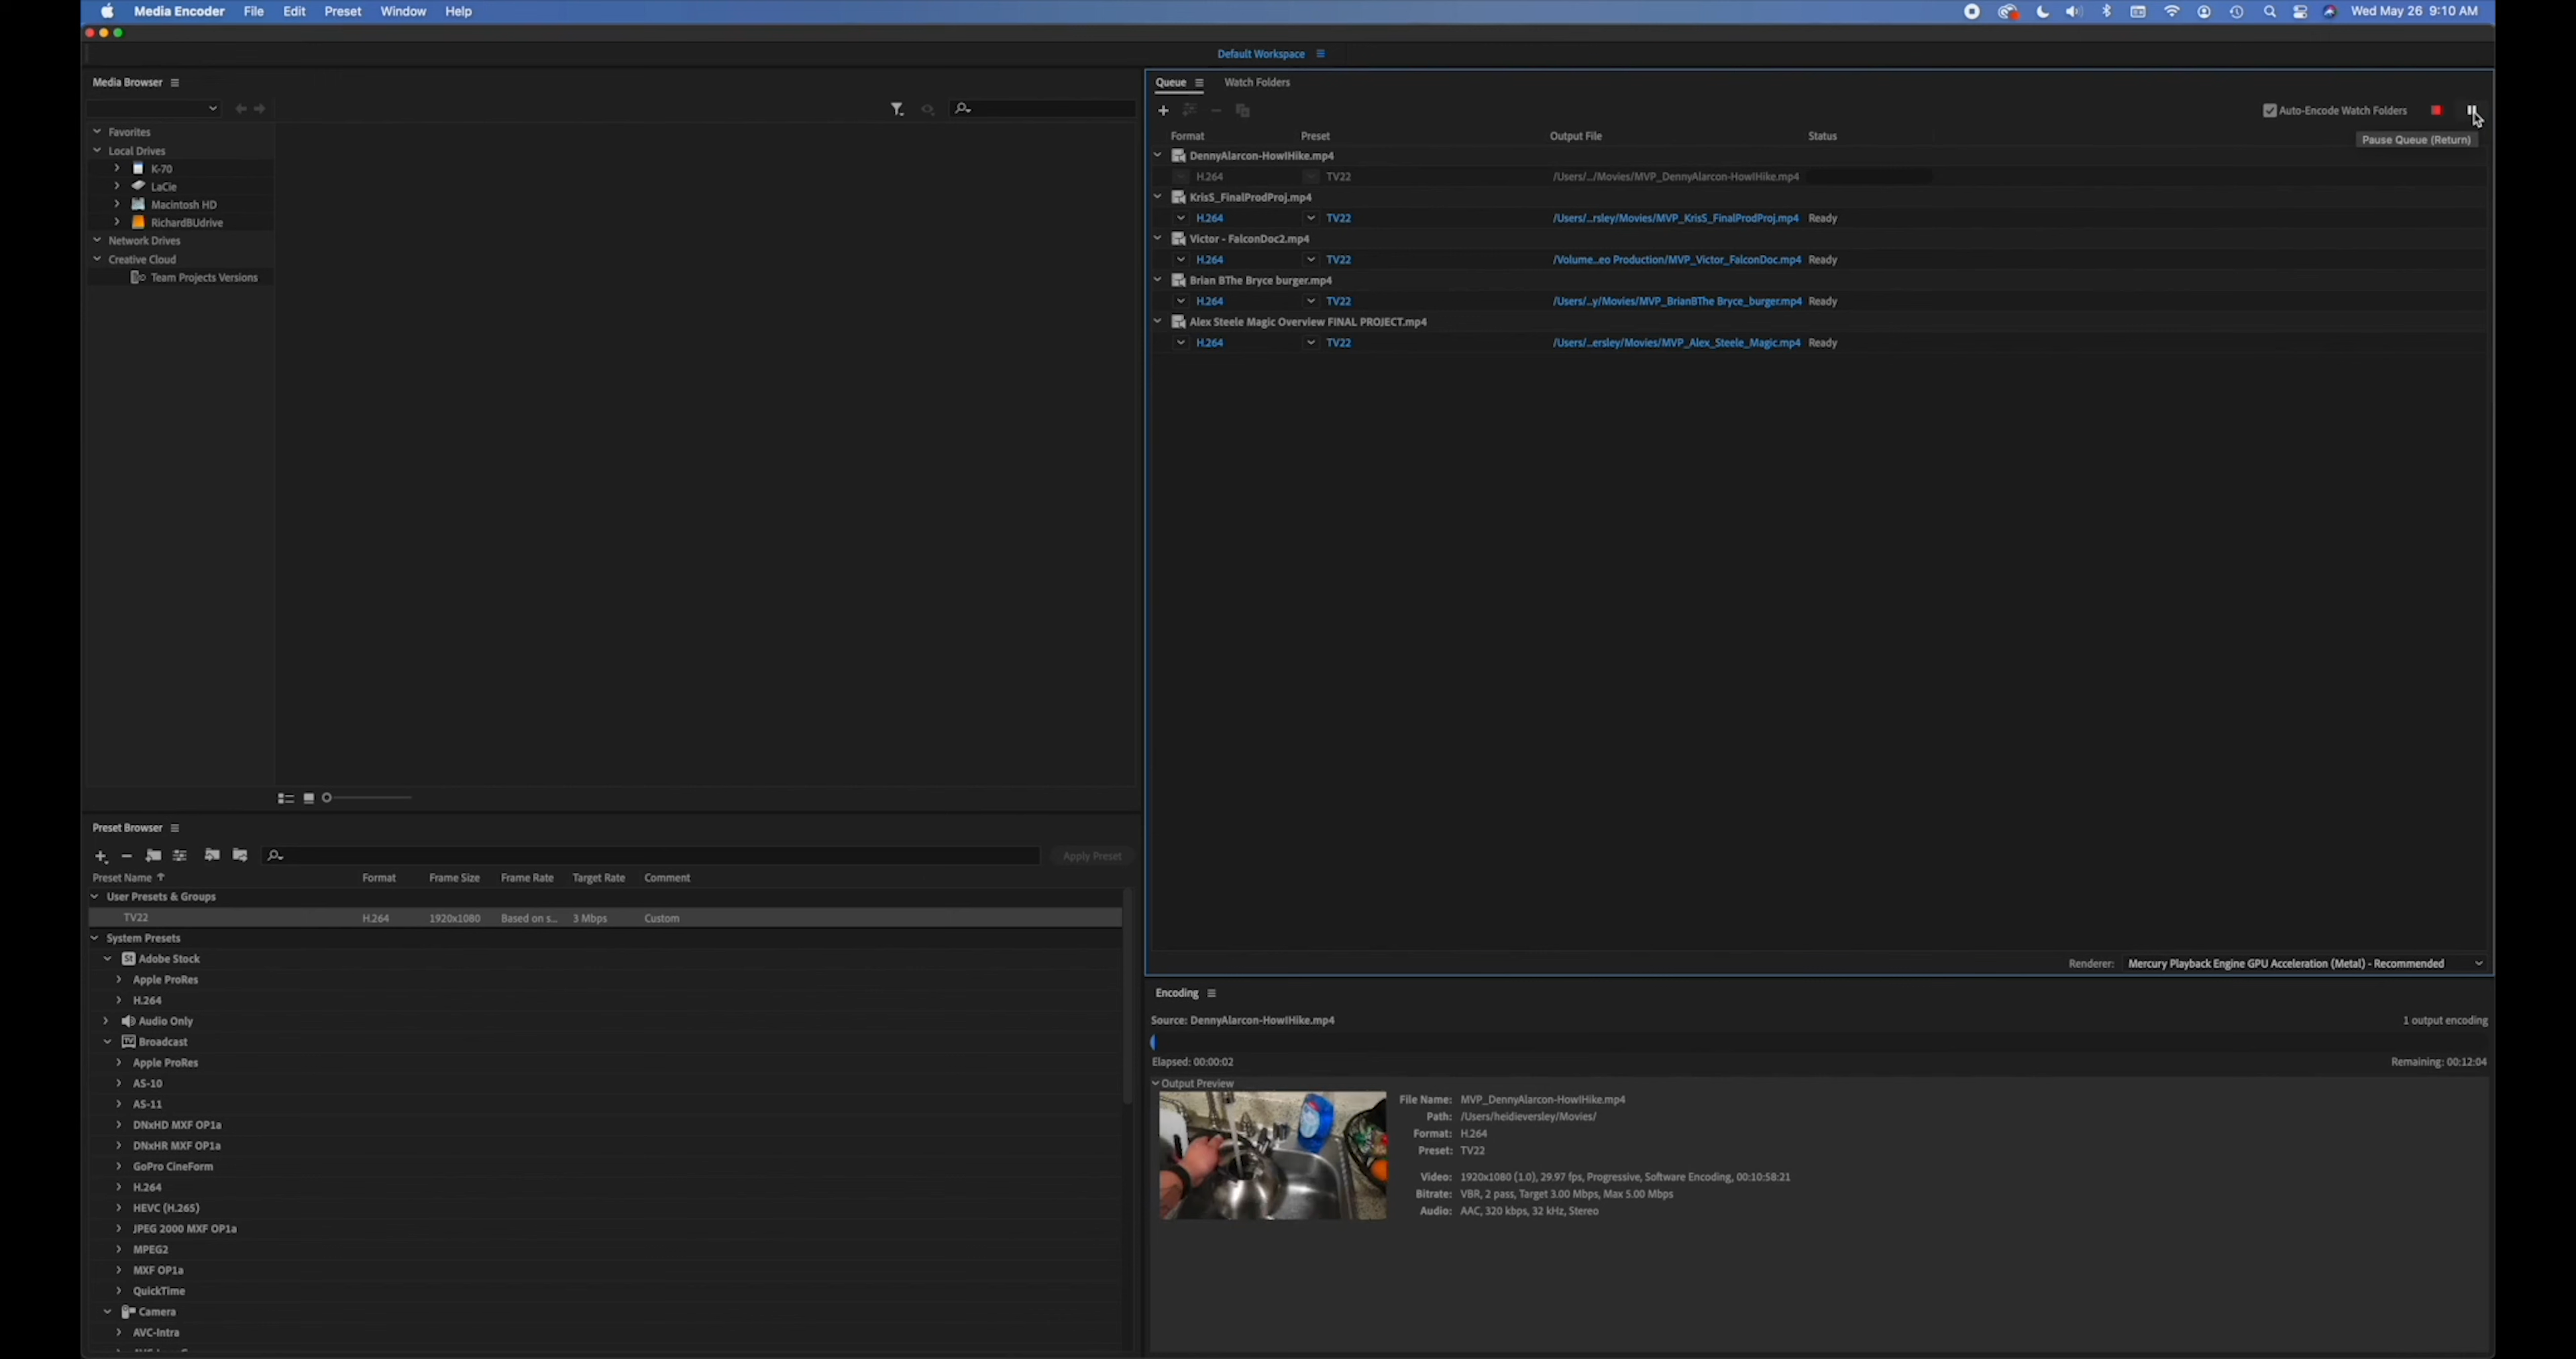 Media Encoder File Edit Preset Window Help
Wed May 26 9:10 AM
Default Workspace
Media Browser
Favorites
Local Drives
K-70
LaCie
Macintosh HD
RichardBUdrive
Network Drives
Creative Cloud
Team Projects Versions
Queue Watch Folders
Auto-Encode Watch Folders
Pause Queue (Return)
Format Preset Output File Status
DennyAlarcon-HowIHike.mp4
H.264 TV22 /Users/.../Movies/MVP_DennyAlarcon-HowIHike.mp4
KrisS_FinalProdProj.mp4
H.264 TV22 /Users/...rsley/Movies/MVP_KrisS_FinalProdProj.mp4 Ready
Victor - FalconDoc2.mp4
H.264 TV22 /Volume...eo Production/MVP_Victor_FalconDoc.mp4 Ready
Brian BThe Bryce burger.mp4
H.264 TV22 /Users/...y/Movies/MVP_BrianBThe Bryce_burger.mp4 Ready
Alex Steele Magic Overview FINAL PROJECT.mp4
H.264 TV22 /Users/...ersley/Movies/MVP_Alex_Steele_Magic.mp4 Ready
Renderer: Mercury Playback Engine GPU Acceleration (Metal) - Recommended
Preset Browser
Apply Preset
Preset Name Format Frame Size Frame Rate Target Rate Comment
User Presets & Groups
TV22 H.264 1920x1080 Based on s... 3 Mbps Custom
System Presets
St Adobe Stock
Apple ProRes
H.264
Audio Only
TV Broadcast
Apple ProRes
AS-10
AS-11
DNxHD MXF OP1a
DNxHR MXF OP1a
GoPro CineForm
H.264
HEVC (H.265)
JPEG 2000 MXF OP1a
MPEG2
MXF OP1a
QuickTime
Camera
AVC-Intra
Encoding
Source: DennyAlarcon-HowIHike.mp4 1 output encoding
Elapsed: 00:00:02 Remaining: 00:12:04
Output Preview
File Name: MVP_DennyAlarcon-HowIHike.mp4
Path: /Users/heidieversley/Movies/
Format: H.264
Preset: TV22
Video: 1920x1080 (1.0), 29.97 fps, Progressive, Software Encoding, 00:10:58:21
Bitrate: VBR, 2 pass, Target 3.00 Mbps, Max 5.00 Mbps
Audio: AAC, 320 kbps, 32 kHz, Stereo